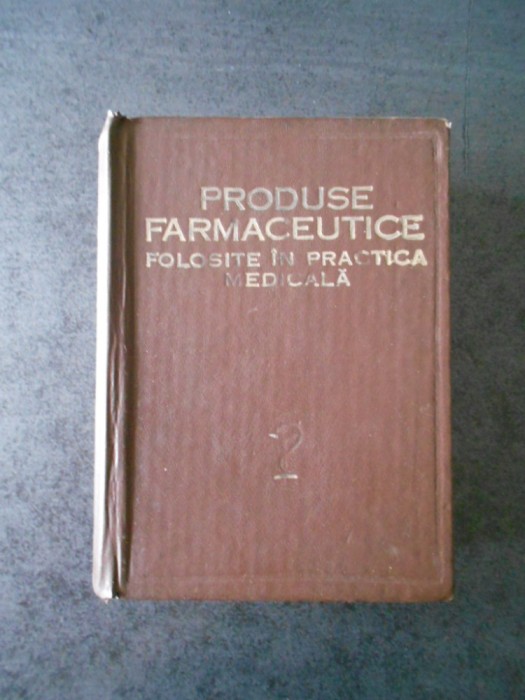 PRODUSE
FARMACEUTICE
FOLOSITE ÎN PRACTICA
MEDICALĂ